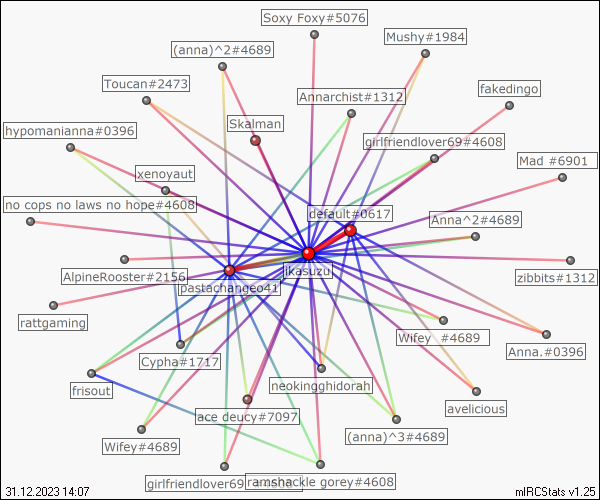 Soxy Foxy#5076
Mushy#1984
(anna)^2#4689
Toucan#2473
fakedingo
Annarchist#1312
Skalman
hypomanianna#0396
girlfriendlover69#4608
Mad #6901
xenoyaut
no cops no laws no hope#4608
default#0617
Anna^2#4689
AlpineRooster#2156
ikasuzu
zibbits#1312
pastachangeo41
rattgaming
Wifey #4689
Anna.#0396
Cypha#1717
neokingghidorah
frisout
avelicious
ace deucy#7097
(anna)^3#4689
Wifey#4689
girlfriendlover69
ramshackle gorey#4608
31.12.2023 14:07
mIRCStats v1.25